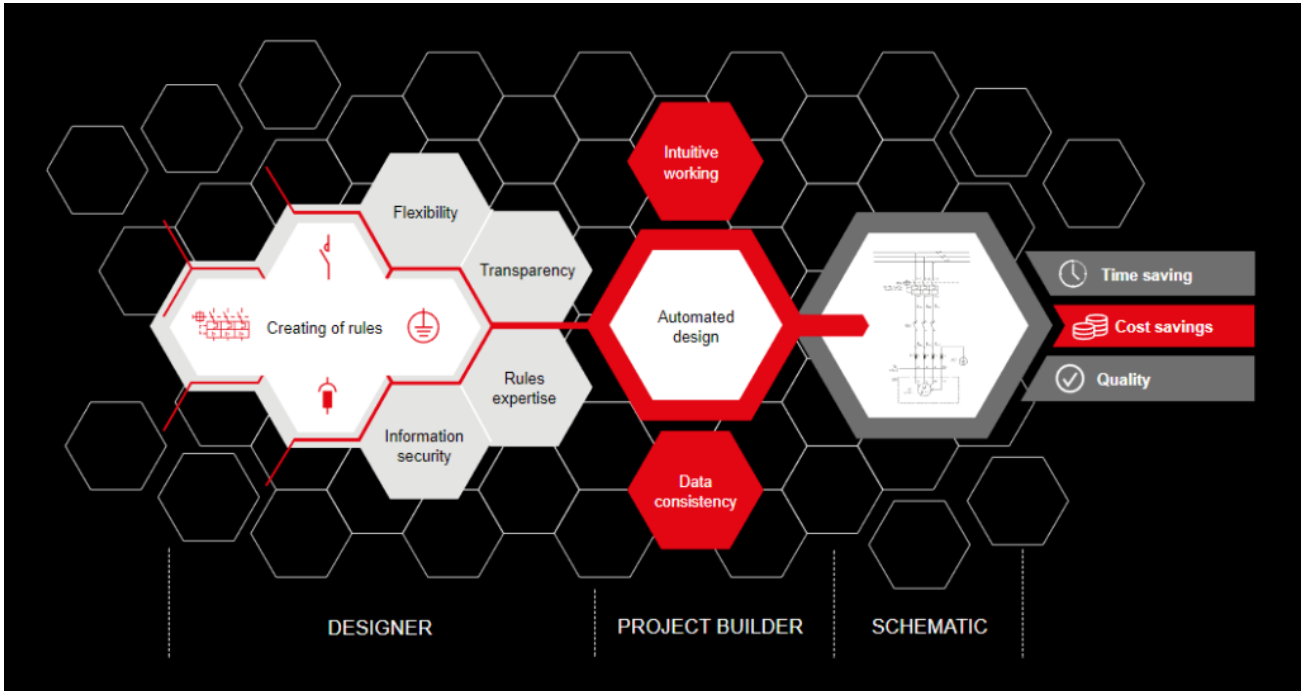 Intuitive
working
Flexibility
Transparency
Creating of rules
Automated
design
Rules
expertise
Information
security
Data
consistency
Time saving
Cost savings
Quality
DESIGNER
PROJECT BUILDER
SCHEMATIC